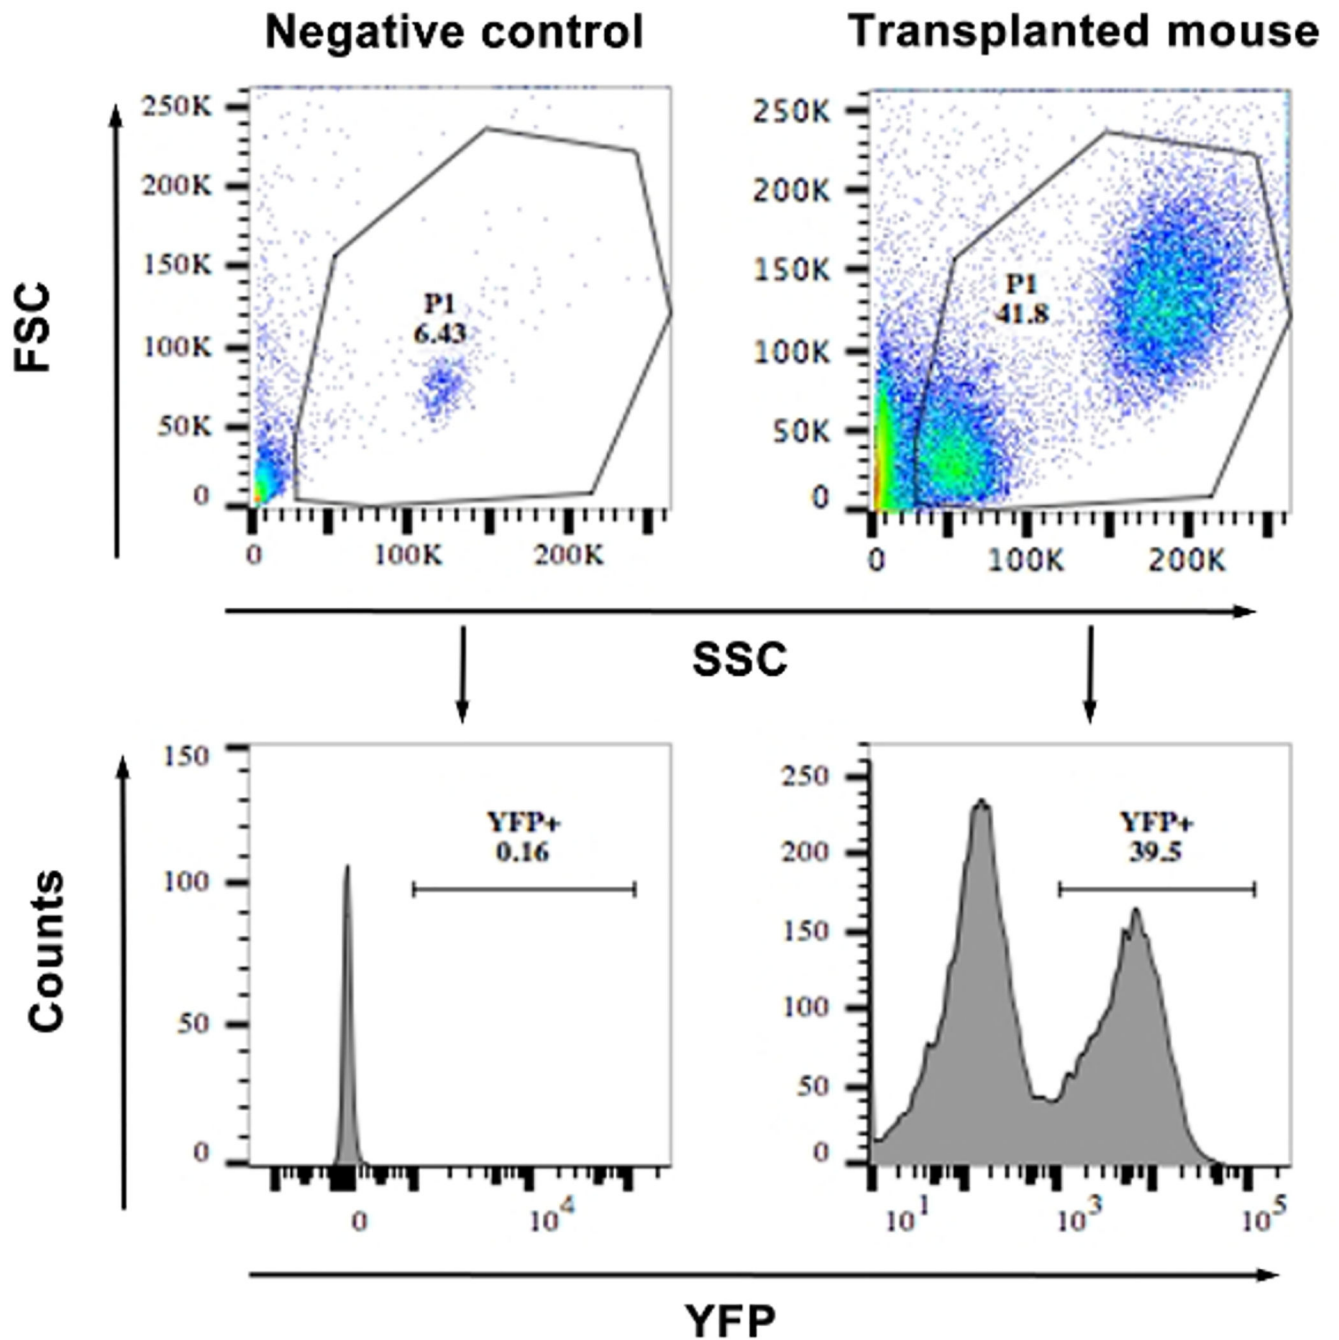 Negative control
Transplanted mouse
FSC
250K
200K
150K
100K
50K
0
P1
6.43
0
100K
200K
250K
200K
150K
100K
50K
0
P1
41.8
0
100K
200K
SSC
Counts
150
100
50
0
YFP+
0.16
0
10^4
250
200
150
100
50
0
YFP+
39.5
10^1
10^3
10^5
YFP